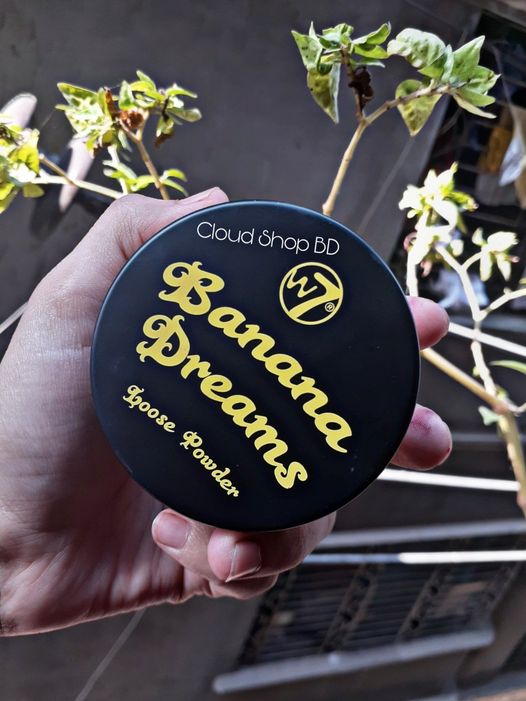 Cloud Shop BD
W7®
Banana
Dreams
Loose Powder